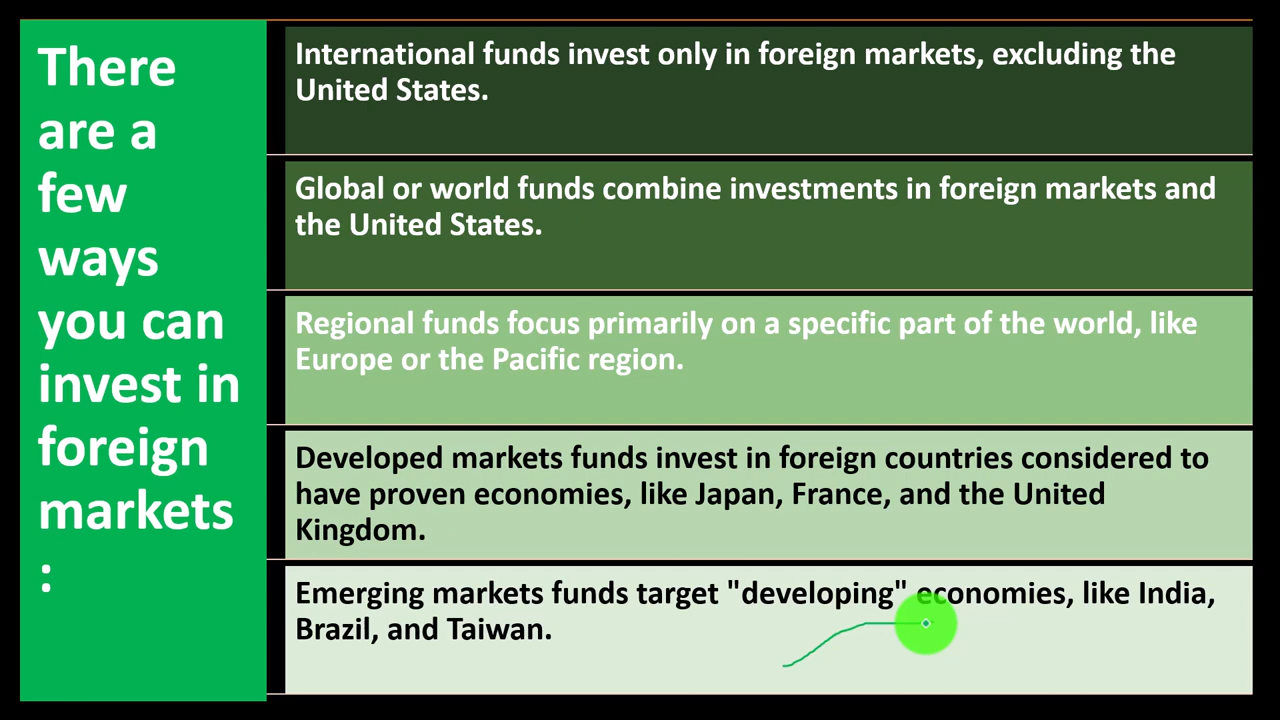 There
are a
few
ways
you can
invest in
foreign
markets
:
International funds invest only in foreign markets, excluding the
United States.
Global or world funds combine investments in foreign markets and
the United States.
Regional funds focus primarily on a specific part of the world, like
Europe or the Pacific region.
Developed markets funds invest in foreign countries considered to
have proven economies, like Japan, France, and the United
Kingdom.
Emerging markets funds target "developing" economies, like India,
Brazil, and Taiwan.